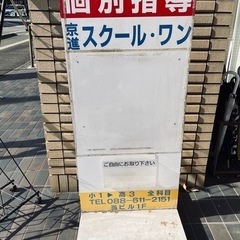 個別指導
京進スクール・ワン
ご自由にお取り下さい
小1▶高3 全科目
TEL088-611-2151
西ビル1F